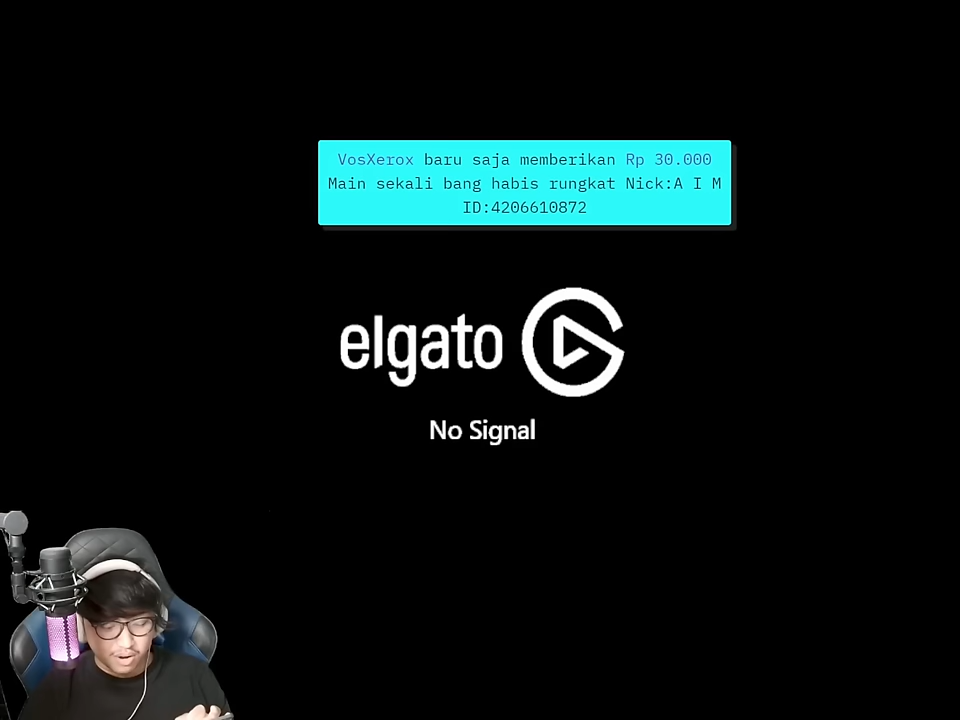 VosXerox baru saja memberikan Rp 30.000
Main sekali bang habis rungkat Nick:A I M
ID:4206610872
elgato
No Signal